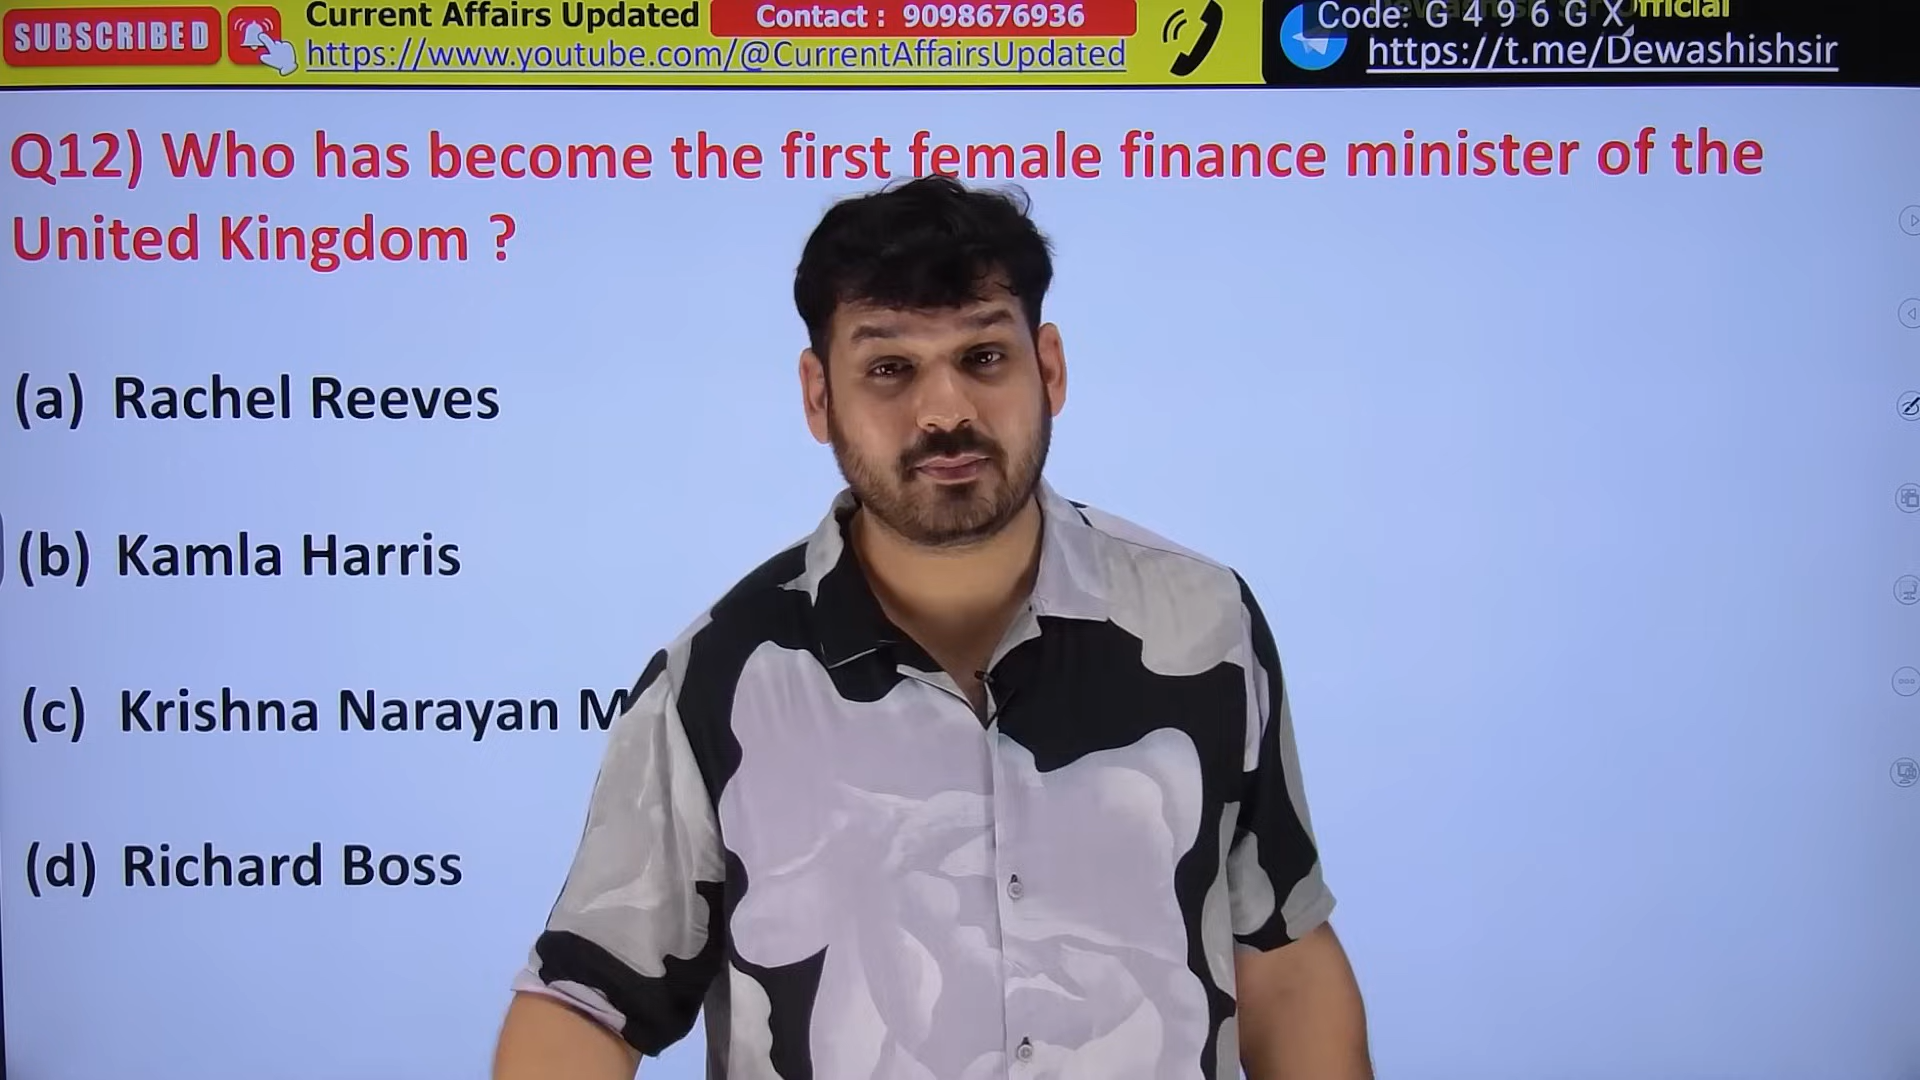 SUBSCRIBED
Current Affairs Updated
Contact : 9098676936
https://www.youtube.com/@CurrentAffairsUpdated
Code: G 4 9 6 G X
https://t.me/Dewashishsir
Q12) Who has become the first female finance minister of the
United Kingdom ?
(a) Rachel Reeves
(b) Kamla Harris
(c) Krishna Narayan
(d) Richard Boss